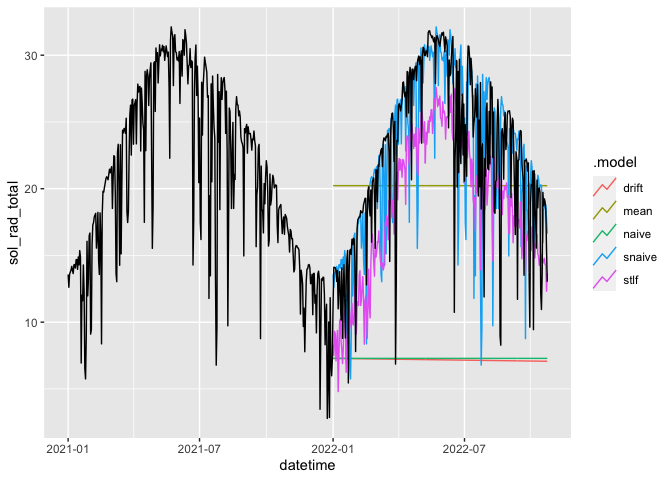 30
20
10
sol_rad_total
2021-01
2021-07
2022-01
2022-07
datetime
.model
drift
mean
naive
snaive
stlf